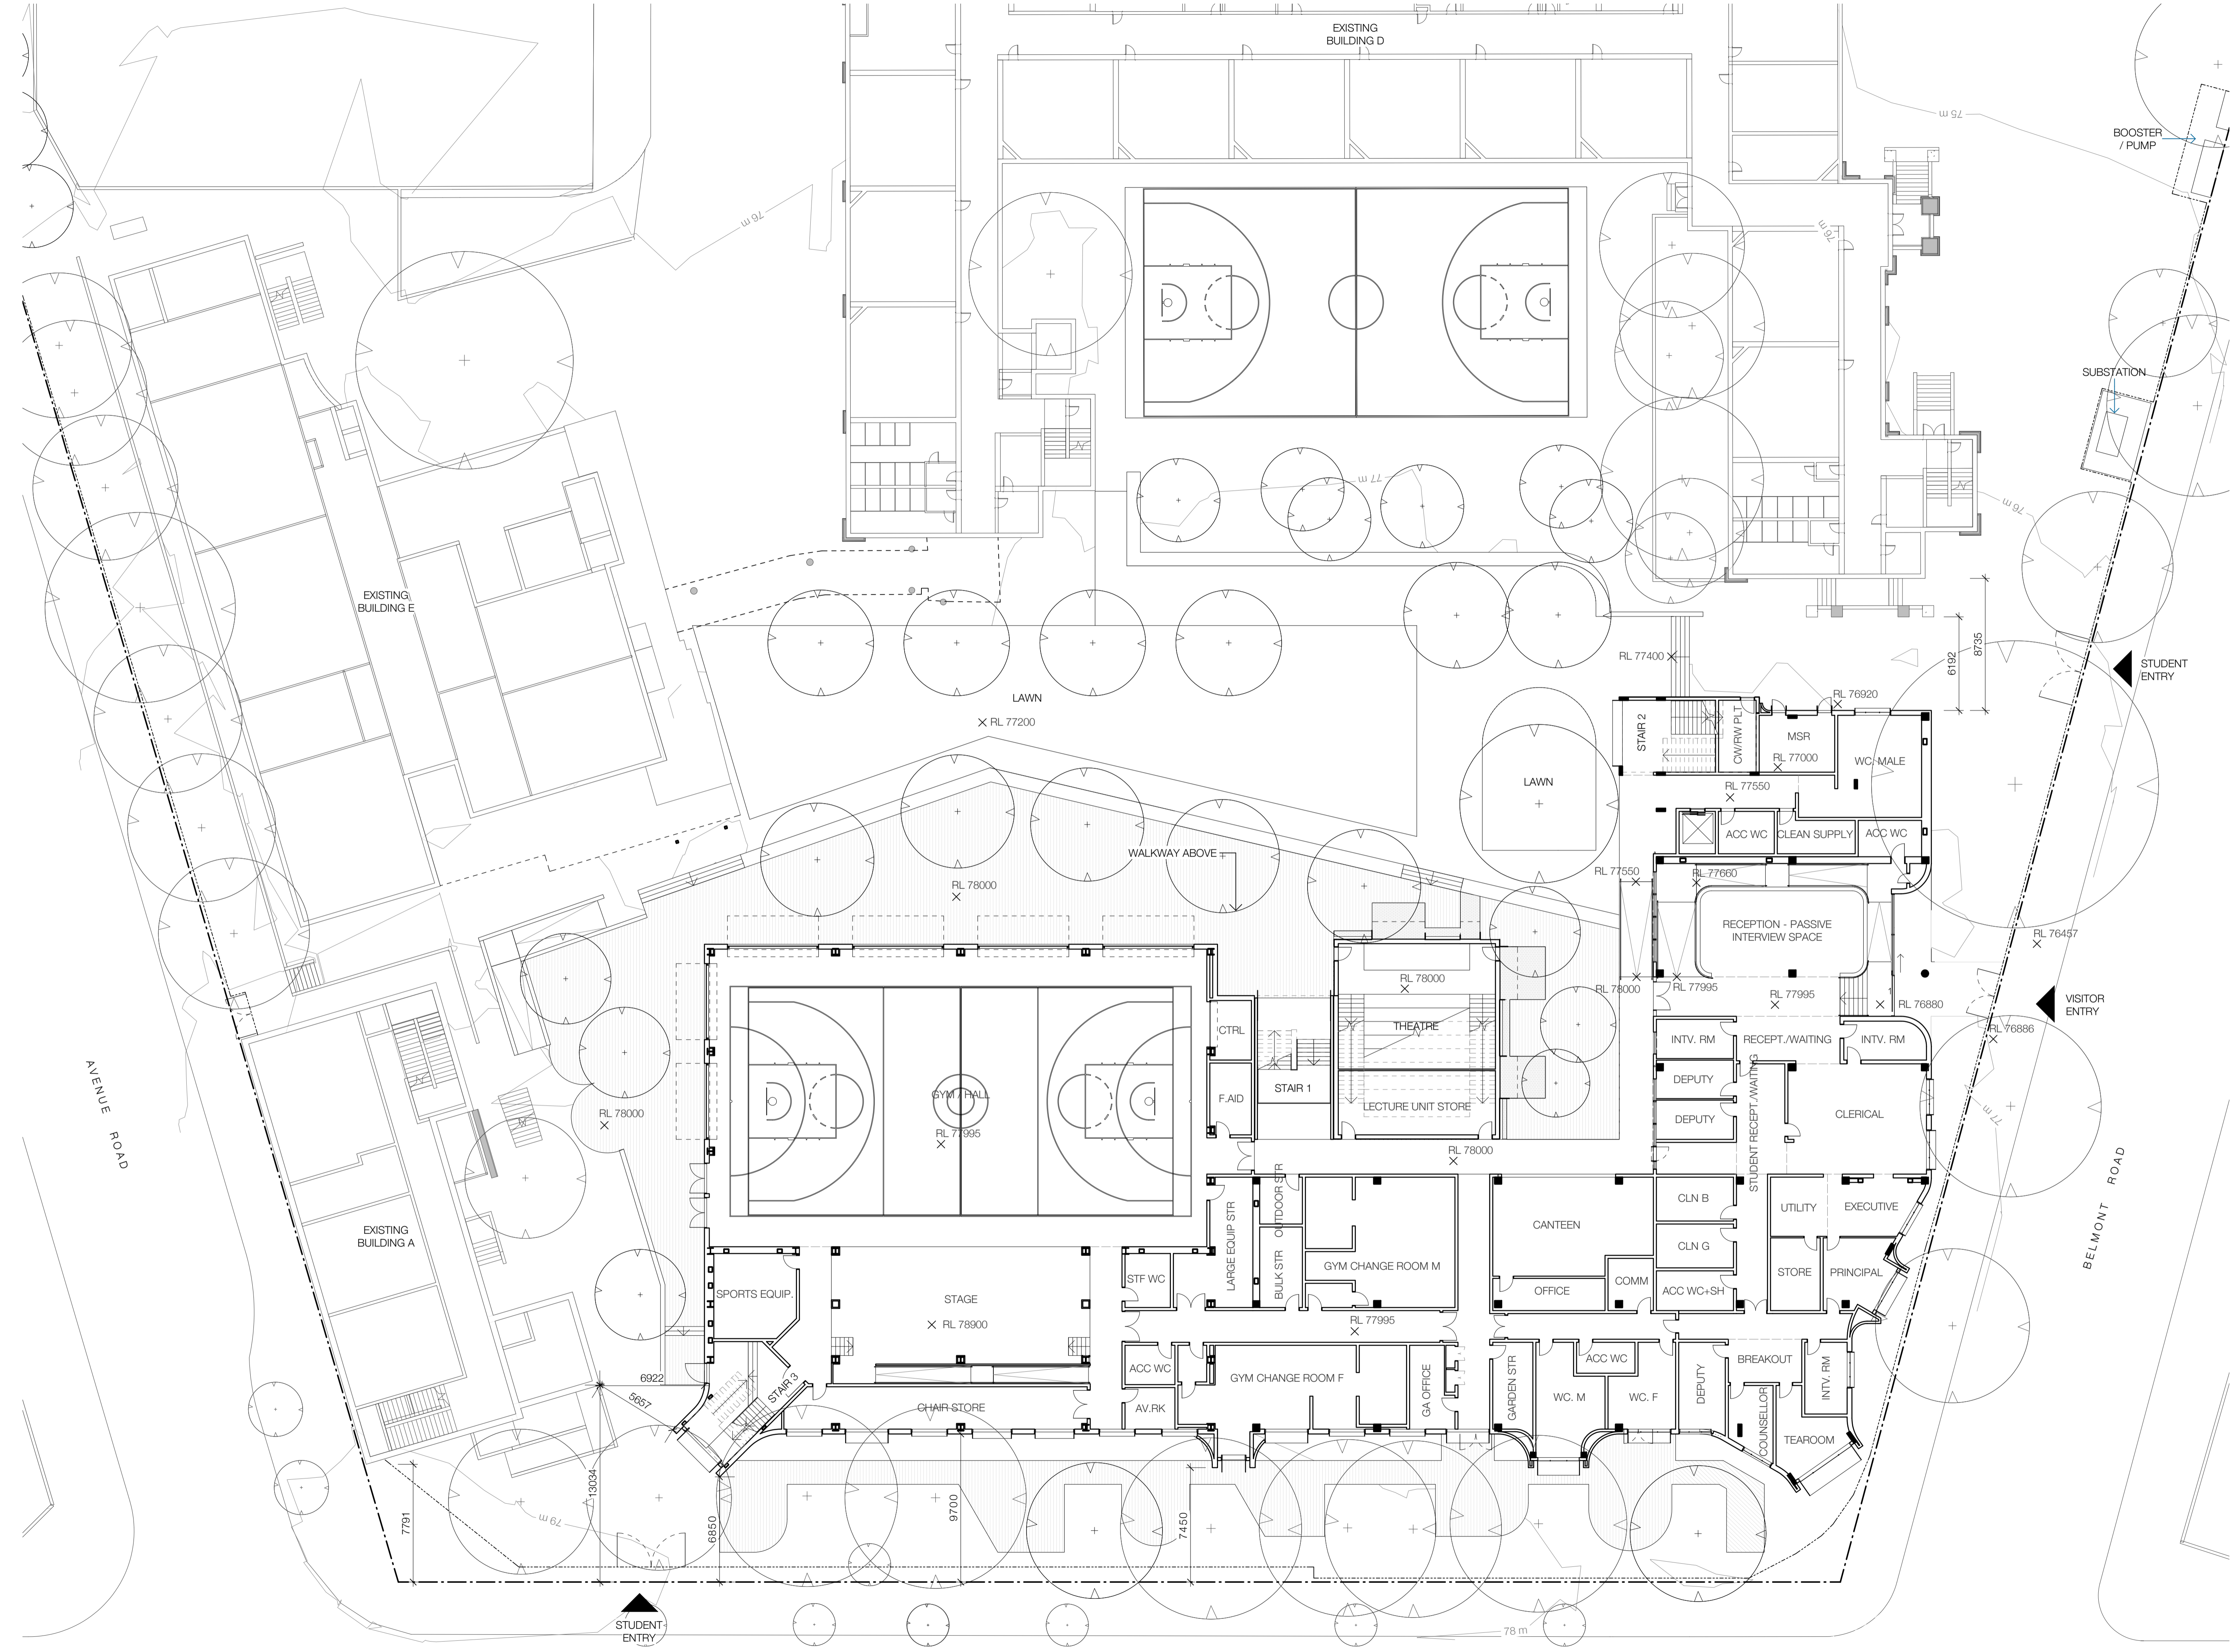 EXISTING
BUILDING D
75 m
BOOSTER
/ PUMP
76 m
76 m
SUBSTATION
77 m
76 m
EXISTING
BUILDING E
8735
6192
STUDENT
ENTRY
RL 77400
LAWN
RL 77200
RL 76920
STAIR 2
CW/RW PLT
MSR
RL 77000
WC. MALE
LAWN
RL 77550
ACC WC
CLEAN SUPPLY
ACC WC
WALKWAY ABOVE
RL 78000
RL 77550
RL 77660
RECEPTION - PASSIVE
INTERVIEW SPACE
RL 76457
RL 78000
RL 78000
RL 77995
RL 77995
1
RL 76880
VISITOR
ENTRY
RL 76886
CTRL
THEATRE
INTV. RM
RECEPT./WAITING
INTV. RM
AVENUE ROAD
GYM / HALL
F.AID
STAIR 1
LECTURE UNIT STORE
DEPUTY
DEPUTY
STUDENT RECEPT./WAITING
CLERICAL
77 m
RL 78000
RL 77995
RL 78000
BELMONT ROAD
OUTDOOR STR
CLN B
UTILITY
EXECUTIVE
EXISTING
BUILDING A
CANTEEN
LARGE EQUIP STR
BULK STR
CLN G
STF WC
GYM CHANGE ROOM M
COMM
STORE
PRINCIPAL
SPORTS EQUIP.
STAGE
OFFICE
ACC WC+SH
RL 78900
RL 77995
ACC WC
ACC WC
BREAKOUT
6922
5657
STAIR 3
GYM CHANGE ROOM F
GA OFFICE
GARDEN STR
WC. M
WC. F
DEPUTY
INTV. RM
CHAIR STORE
AV.RK
COUNSELLOR
TEAROOM
13034
7791
79 m
6850
9700
7450
STUDENT
ENTRY
78 m